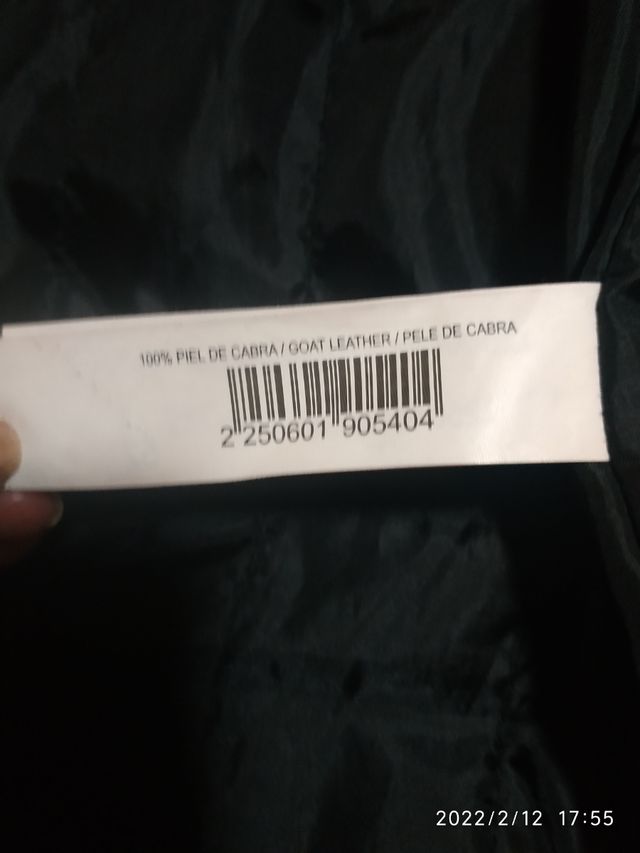 100% PIEL DE CABRA / GOAT LEATHER / PELE DE CABRA
2 250601 905404
2022/2/12 17:55